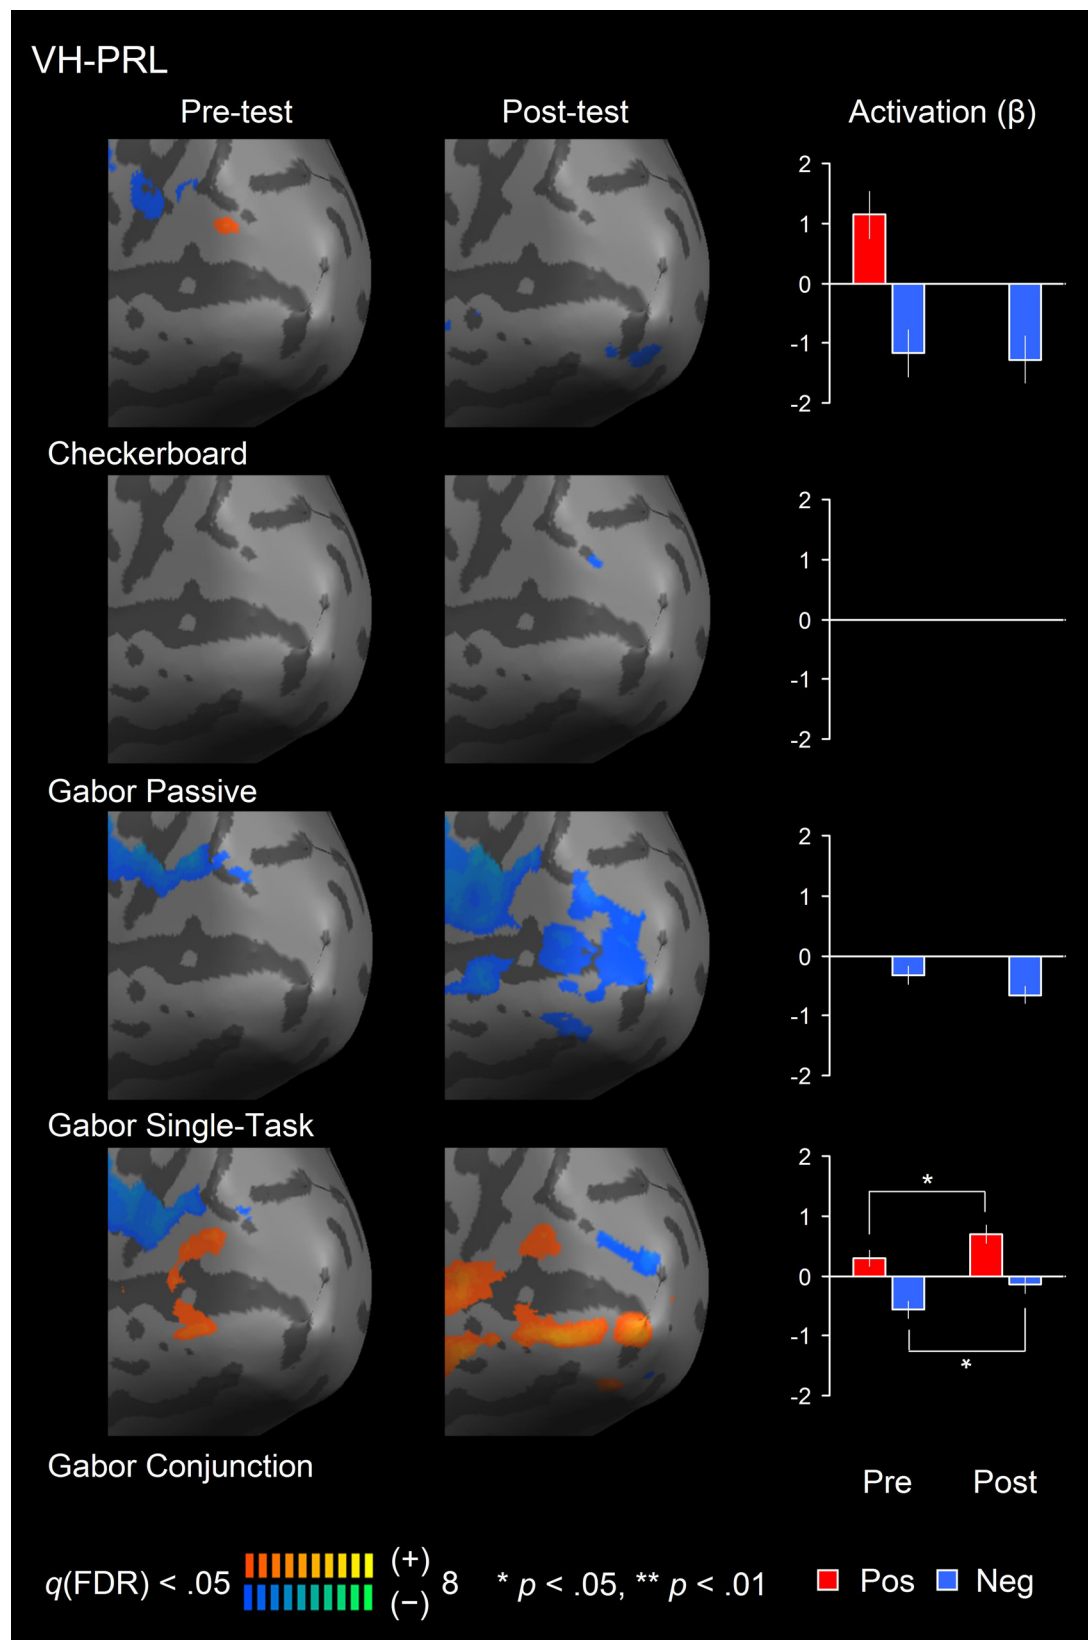 VH-PRL
Pre-test Post-test Activation (β)
2
1
0
-1
-2
Checkerboard
2
1
0
-1
-2
Gabor Passive
2
1
0
-1
-2
Gabor Single-Task
2
*
1
0
-1
*
-2
Gabor Conjunction
Pre Post
q(FDR) < .05 (+) (−) 8 * p < .05, ** p < .01 Pos Neg